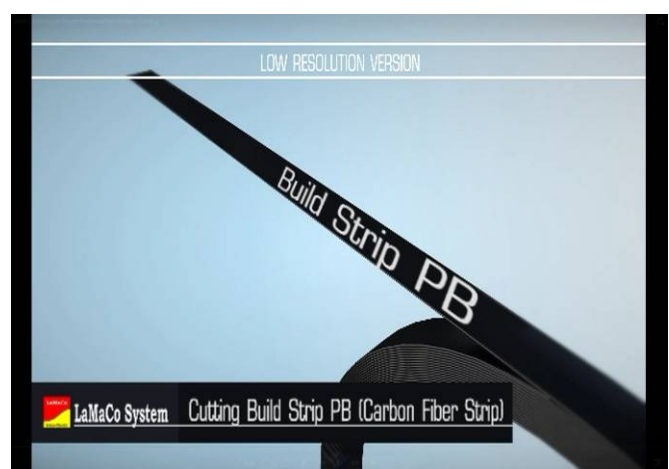 LOW RESOLUTION VERSION
Build Strip PB
LaMaCo System
Cutting Build Strip PB (Carbon Fiber Strip)